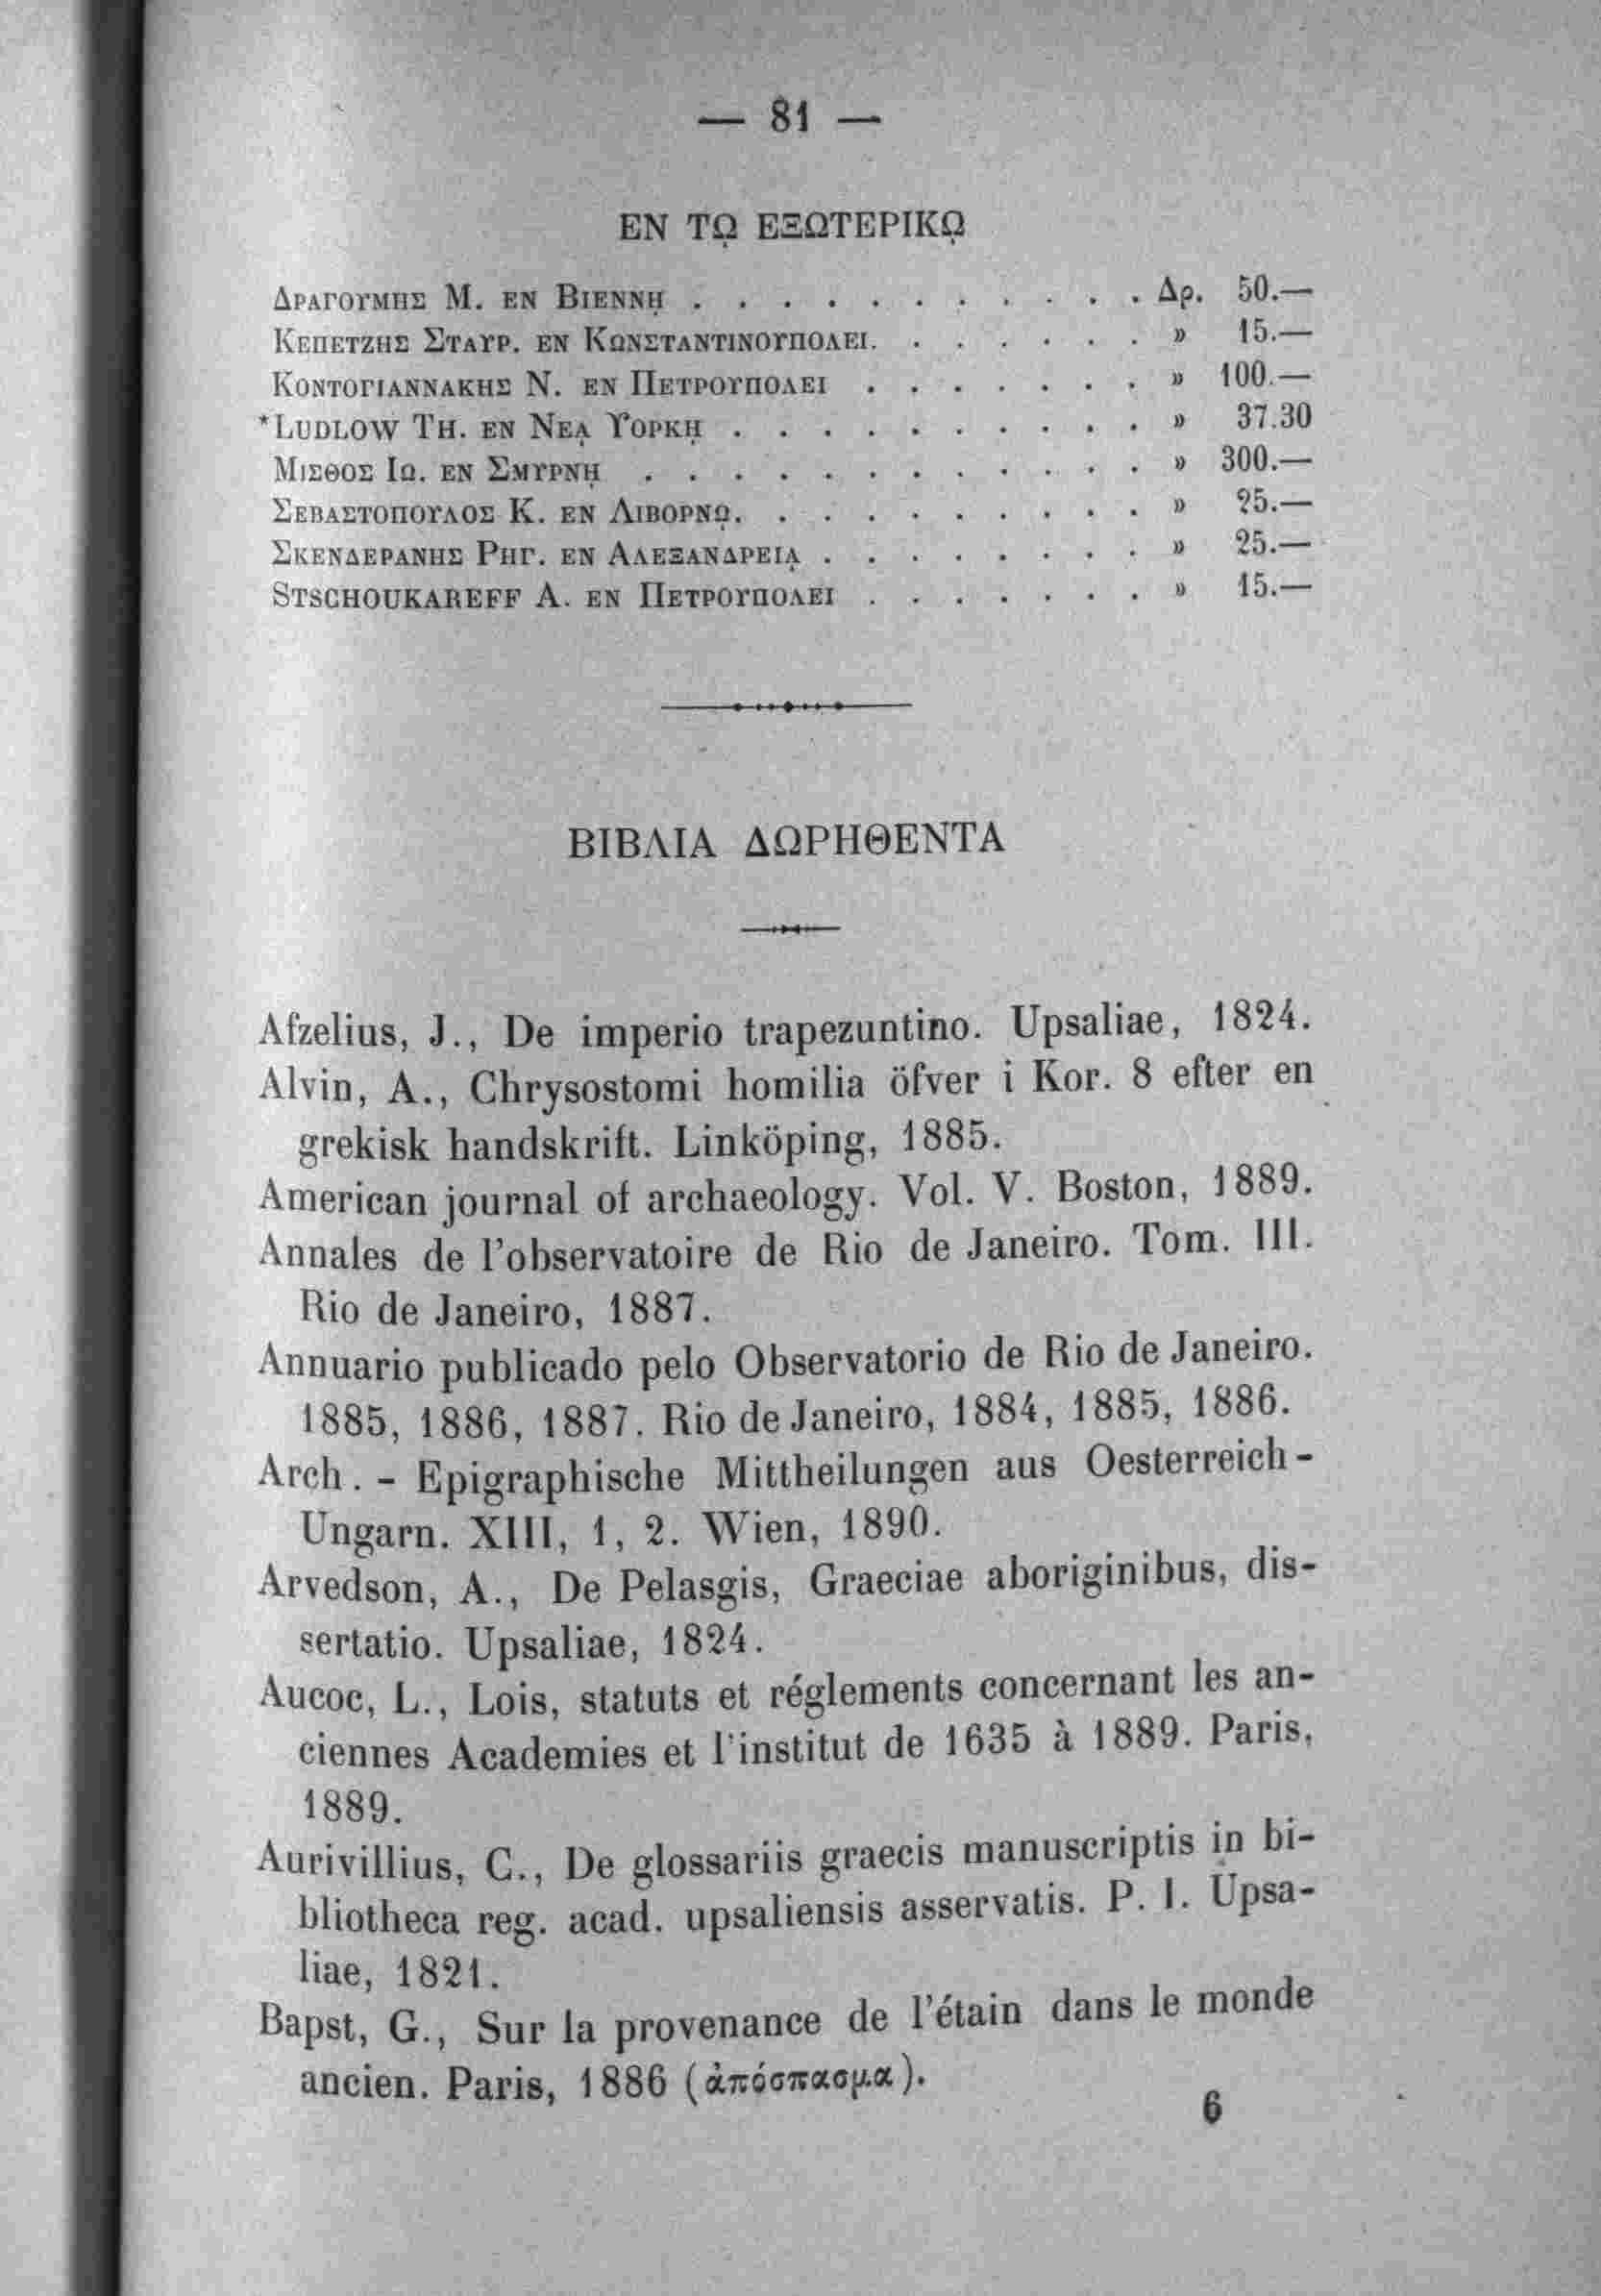 — 81 —
ΕΝ ΤΩ ΕΞΩΤΕΡΙΚΩ
ΔΡΑΓΟΥΜΗΣ Μ. ΕΝ ΒΙΕΝΝῌ . . . . . . . . . . . Δρ. 50.—
ΚΕΠΕΤΖΗΣ ΣΤΑΥΡ. ΕΝ ΚΩΝΣΤΑΝΤΙΝΟΥΠΟΛΕΙ. . . . . . . » 15.—
ΚΟΝΤΟΓΙΑΝΝΑΚΗΣ Ν. ΕΝ ΠΕΤΡΟΥΠΟΛΕΙ . . . . . . . » 100.—
*LUDLOW TH. ΕΝ ΝΕᾼ ΥΟΡΚῌ . . . . . . . . . . » 37.30
ΜΙΣΘΟΣ ΙΩ. ΕΝ ΣΜΥΡΝῌ . . . . . . . . . . . . » 300.—
ΣΕΒΑΣΤΟΠΟΥΛΟΣ Κ. ΕΝ ΛΙΒΟΡΝῼ. . . . . . . . . . » 25.—
ΣΚΕΝΔΕΡΑΝΗΣ ΡΗΓ. ΕΝ ΑΛΕΞΑΝΔΡΕΙᾼ . . . . . . . . » 25.—
STSCHOUKAREFF A. ΕΝ ΠΕΤΡΟΥΠΟΛΕΙ . . . . . . . » 15.—
ΒΙΒΛΙΑ ΔΩΡΗΘΕΝΤΑ
Afzelius, J., De imperio trapezuntino. Upsaliae, 1824.
Alvin, A., Chrysostomi homilia öfver i Kor. 8 efter en
grekisk handskrift. Linköping, 1885.
American journal of archaeology. Vol. V. Boston, 1889.
Annales de l'observatoire de Rio de Janeiro. Tom. III.
Rio de Janeiro, 1887.
Annuario publicado pelo Observatorio de Rio de Janeiro.
1885, 1886, 1887. Rio de Janeiro, 1884, 1885, 1886.
Arch. - Epigraphische Mittheilungen aus Oesterreich-
Ungarn. XIII, 1, 2. Wien, 1890.
Arvedson, A., De Pelasgis, Graeciae aboriginibus, dis-
sertatio. Upsaliae, 1824.
Aucoc, L., Lois, statuts et réglements concernant les an-
ciennes Academies et l'institut de 1635 à 1889. Paris,
1889.
Aurivillius, C., De glossariis graecis manuscriptis in bi-
bliotheca reg. acad. upsaliensis asservatis. P. I. Upsa-
liae, 1821.
Bapst, G., Sur la provenance de l'étain dans le monde
ancien. Paris, 1886 (ἀπόσπασμα).
6